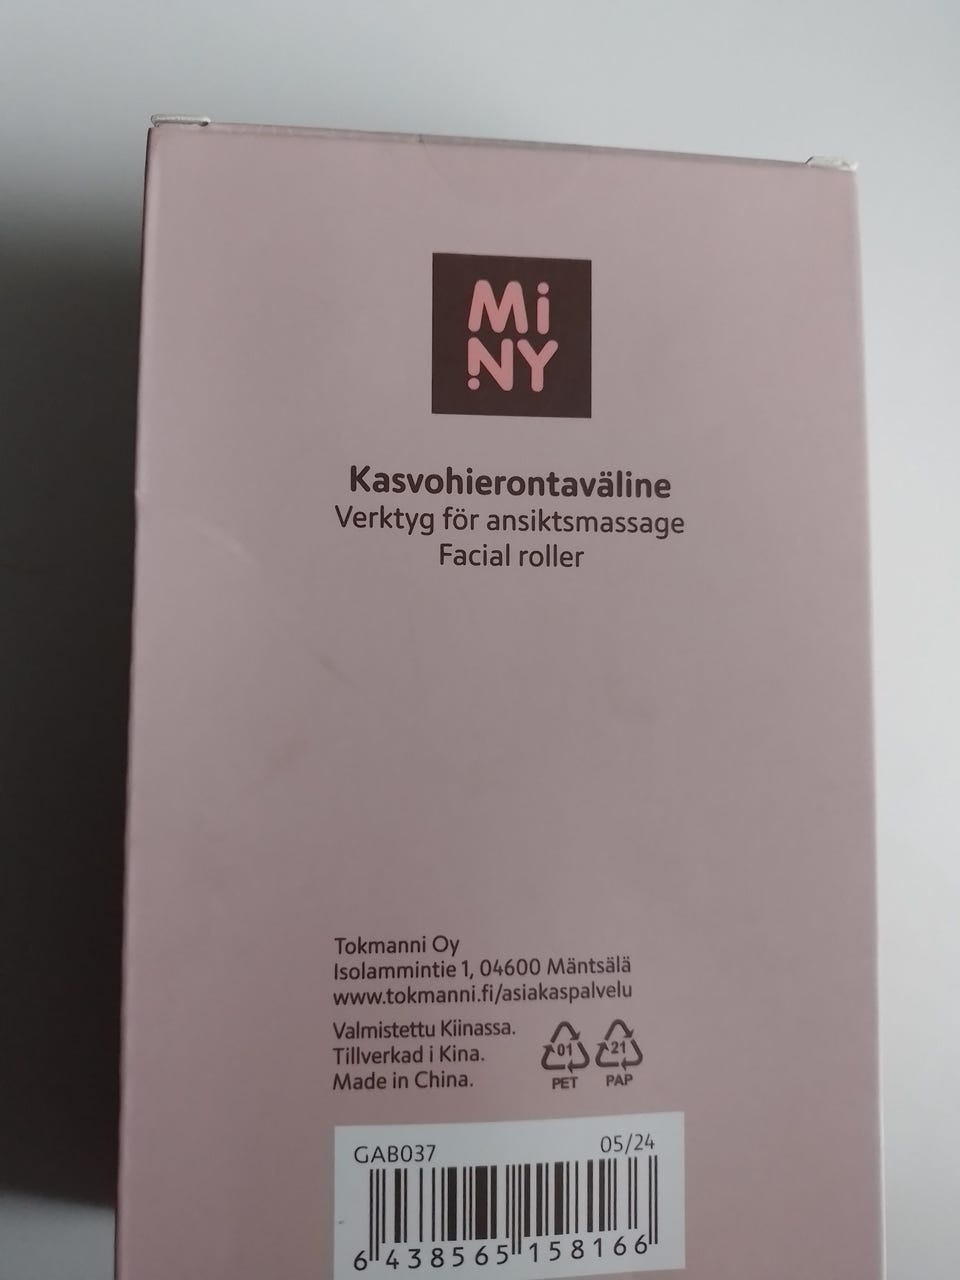 Mi
NY
Kasvohierontaväline
Verktyg för ansiktsmassage
Facial roller
Tokmanni Oy
Isolammintie 1, 04600 Mäntsälä
www.tokmanni.fi/asiakaspalvelu
Valmistettu Kiinassa.
Tillverkad i Kina.
Made in China.
01 21
PET PAP
GAB037 05/24
6 438565 158166